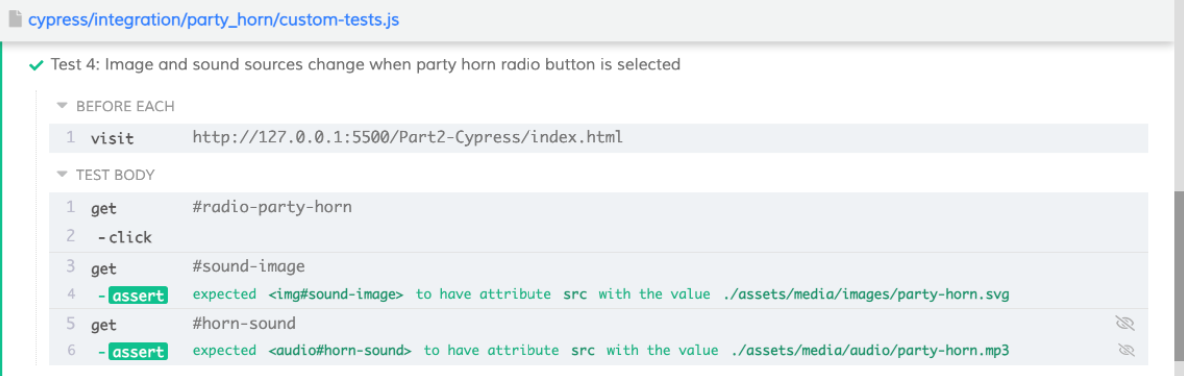 cypress/integration/party_horn/custom-tests.js
Test 4: Image and sound sources change when party horn radio button is selected
BEFORE EACH
1 visit http://127.0.0.1:5500/Part2-Cypress/index.html
TEST BODY
1 get #radio-party-horn
2 -click
3 get #sound-image
4 -assert expected <img#sound-image> to have attribute src with the value ./assets/media/images/party-horn.svg
5 get #horn-sound
6 -assert expected <audio#horn-sound> to have attribute src with the value ./assets/media/audio/party-horn.mp3